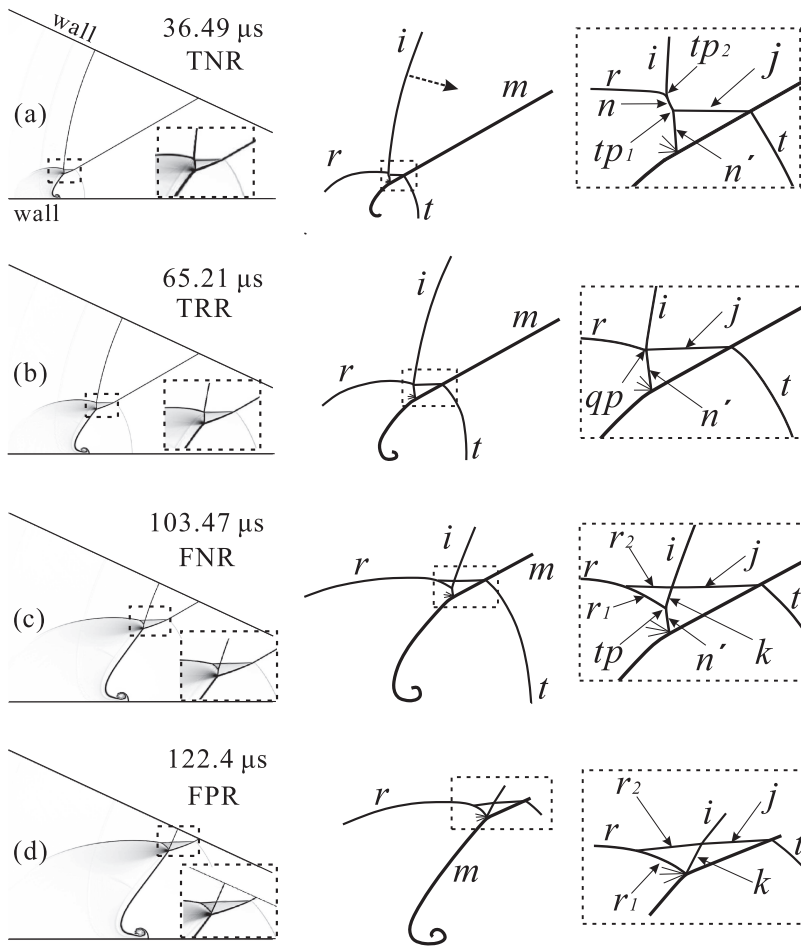 wall
36.49 μs
TNR
(a)
wall
i
m
r
t
i
tp2
r
j
n
tp1
n′
t
65.21 μs
TRR
(b)
i
m
r
t
i
j
r
qp
n′
t
103.47 μs
FNR
(c)
i
r
m
t
r2
i
j
r
r1
tp
n′
k
t
122.4 μs
FPR
(d)
r
m
r2
i
j
r
t
r1
k